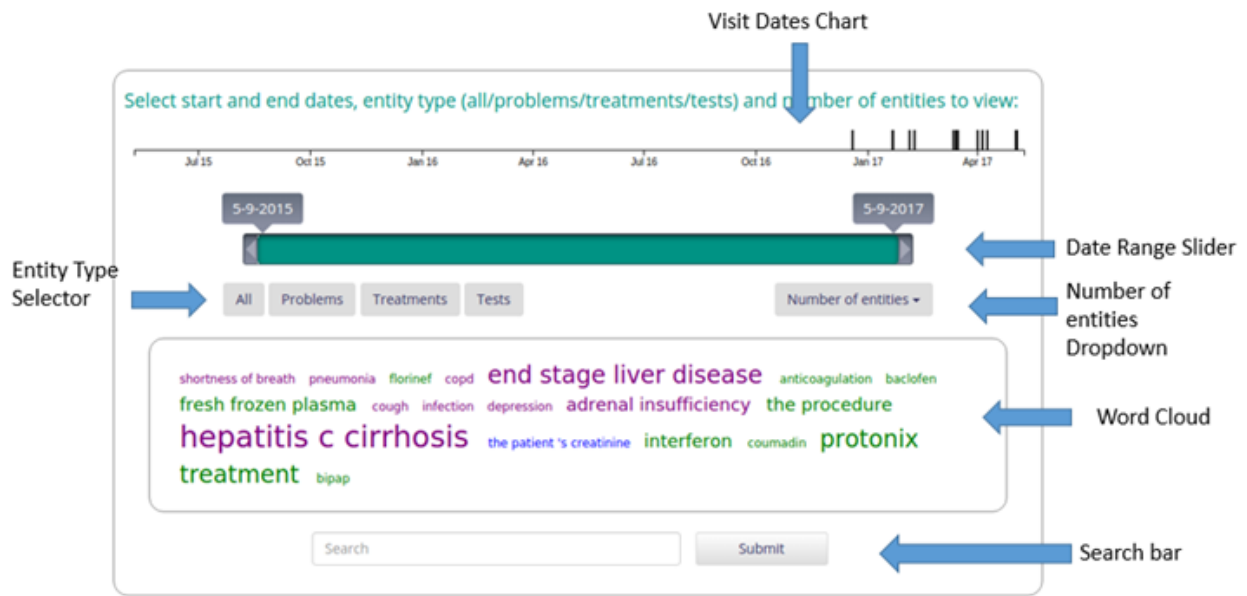 Visit Dates Chart
Select start and end dates, entity type (all/problems/treatments/tests) and number of entities to view:
Jul 15 Oct 15 Jan 16 Apr 16 Jul 16 Oct 16 Jan 17 Apr 17
5-9-2015 5-9-2017
Date Range Slider
Entity Type
Selector
All Problems Treatments Tests Number of entities
Number of
entities
Dropdown
shortness of breath pneumonia florinef copd end stage liver disease anticoagulation baclofen
fresh frozen plasma cough infection depression adrenal insufficiency the procedure
Word Cloud
hepatitis c cirrhosis the patient 's creatinine interferon coumadin protonix
treatment bipap
Search Submit
Search bar